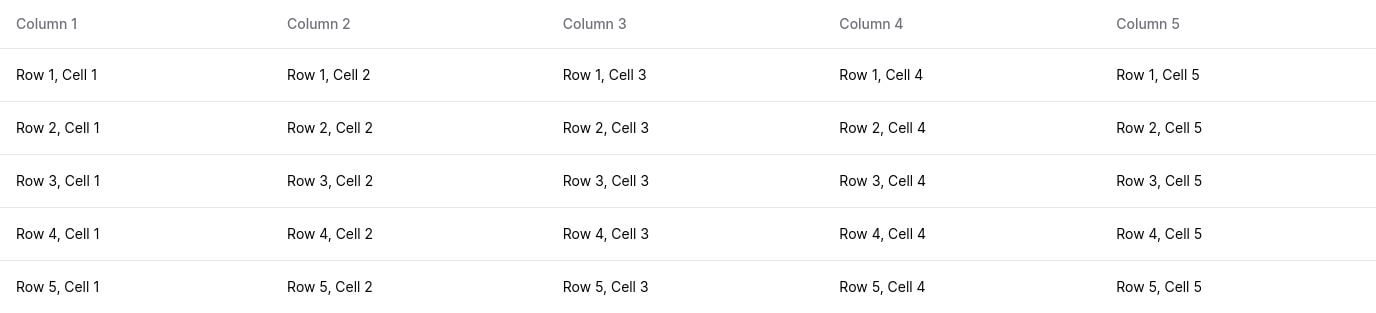 Column 1 Column 2 Column 3 Column 4 Column 5
Row 1, Cell 1 Row 1, Cell 2 Row 1, Cell 3 Row 1, Cell 4 Row 1, Cell 5
Row 2, Cell 1 Row 2, Cell 2 Row 2, Cell 3 Row 2, Cell 4 Row 2, Cell 5
Row 3, Cell 1 Row 3, Cell 2 Row 3, Cell 3 Row 3, Cell 4 Row 3, Cell 5
Row 4, Cell 1 Row 4, Cell 2 Row 4, Cell 3 Row 4, Cell 4 Row 4, Cell 5
Row 5, Cell 1 Row 5, Cell 2 Row 5, Cell 3 Row 5, Cell 4 Row 5, Cell 5